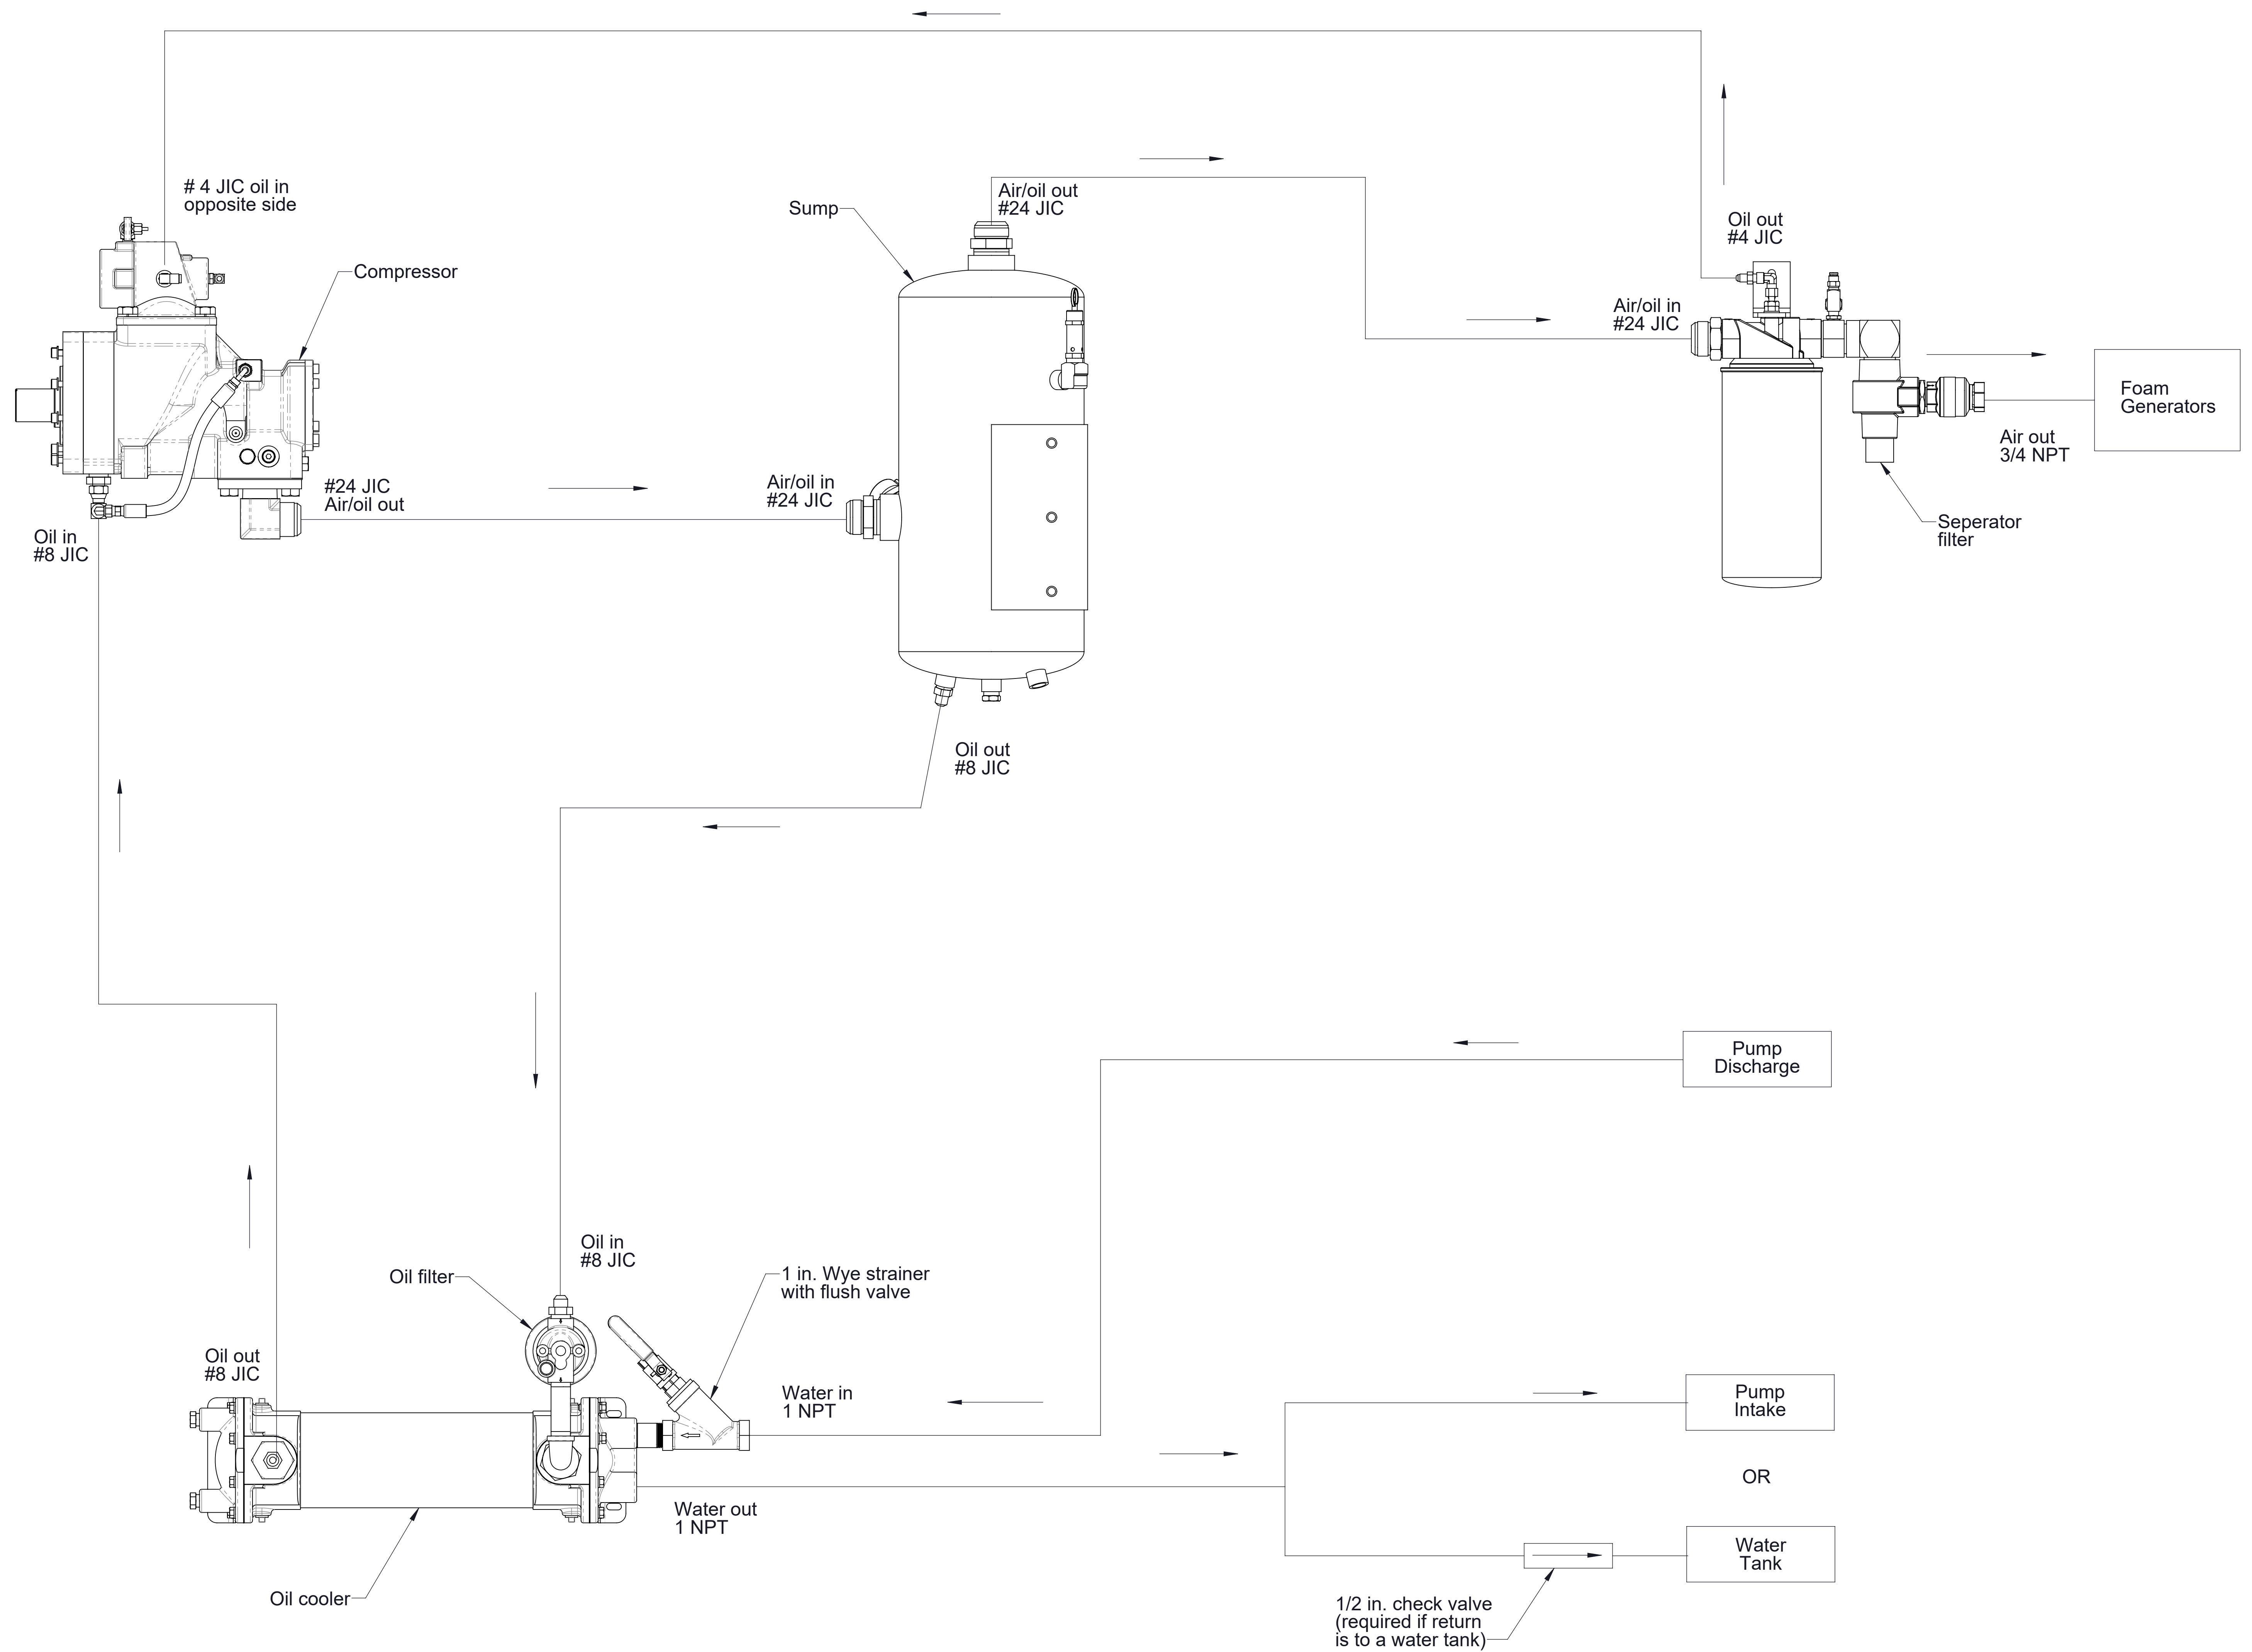 # 4 JIC oil in
opposite side
Compressor
#24 JIC
Air/oil out
Oil in
#8 JIC
Sump
Air/oil out
#24 JIC
Air/oil in
#24 JIC
Oil out
#8 JIC
Oil out
#4 JIC
Air/oil in
#24 JIC
Foam
Generators
Air out
3/4 NPT
Seperator
filter
Pump
Discharge
Oil in
#8 JIC
Oil filter
1 in. Wye strainer
with flush valve
Oil out
#8 JIC
Water in
1 NPT
Pump
Intake
OR
Water out
1 NPT
Water
Tank
Oil cooler
1/2 in. check valve
(required if return
is to a water tank)